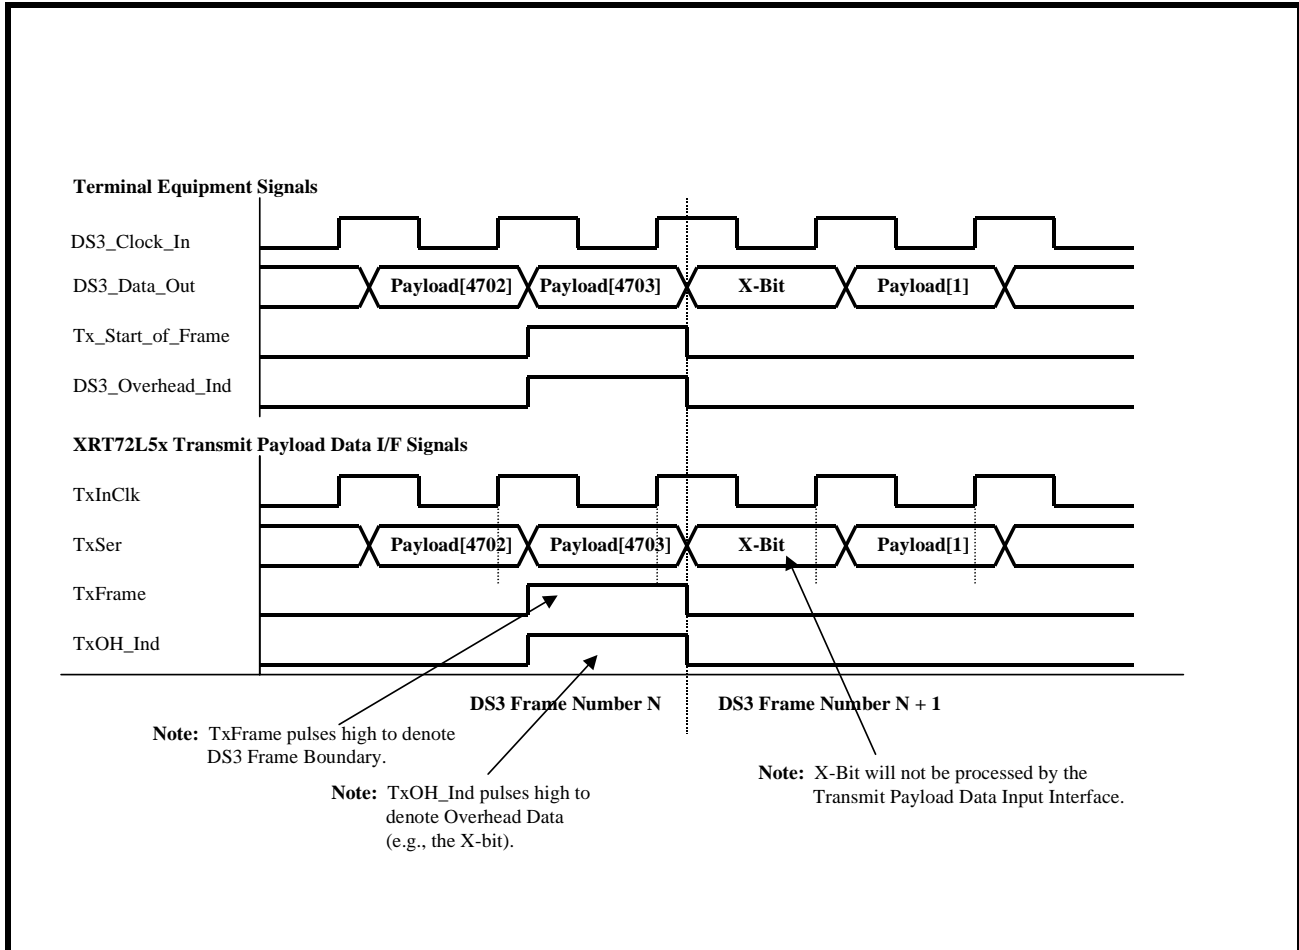 Terminal Equipment Signals
DS3_Clock_In
DS3_Data_Out
Payload[4702] Payload[4703] X-Bit Payload[1]
Tx_Start_of_Frame
DS3_Overhead_Ind
XRT72L5x Transmit Payload Data I/F Signals
TxInClk
TxSer
Payload[4702] Payload[4703] X-Bit Payload[1]
TxFrame
TxOH_Ind
DS3 Frame Number N
DS3 Frame Number N + 1
Note: TxFrame pulses high to denote
DS3 Frame Boundary.
Note: TxOH_Ind pulses high to
denote Overhead Data
(e.g., the X-bit).
Note: X-Bit will not be processed by the
Transmit Payload Data Input Interface.